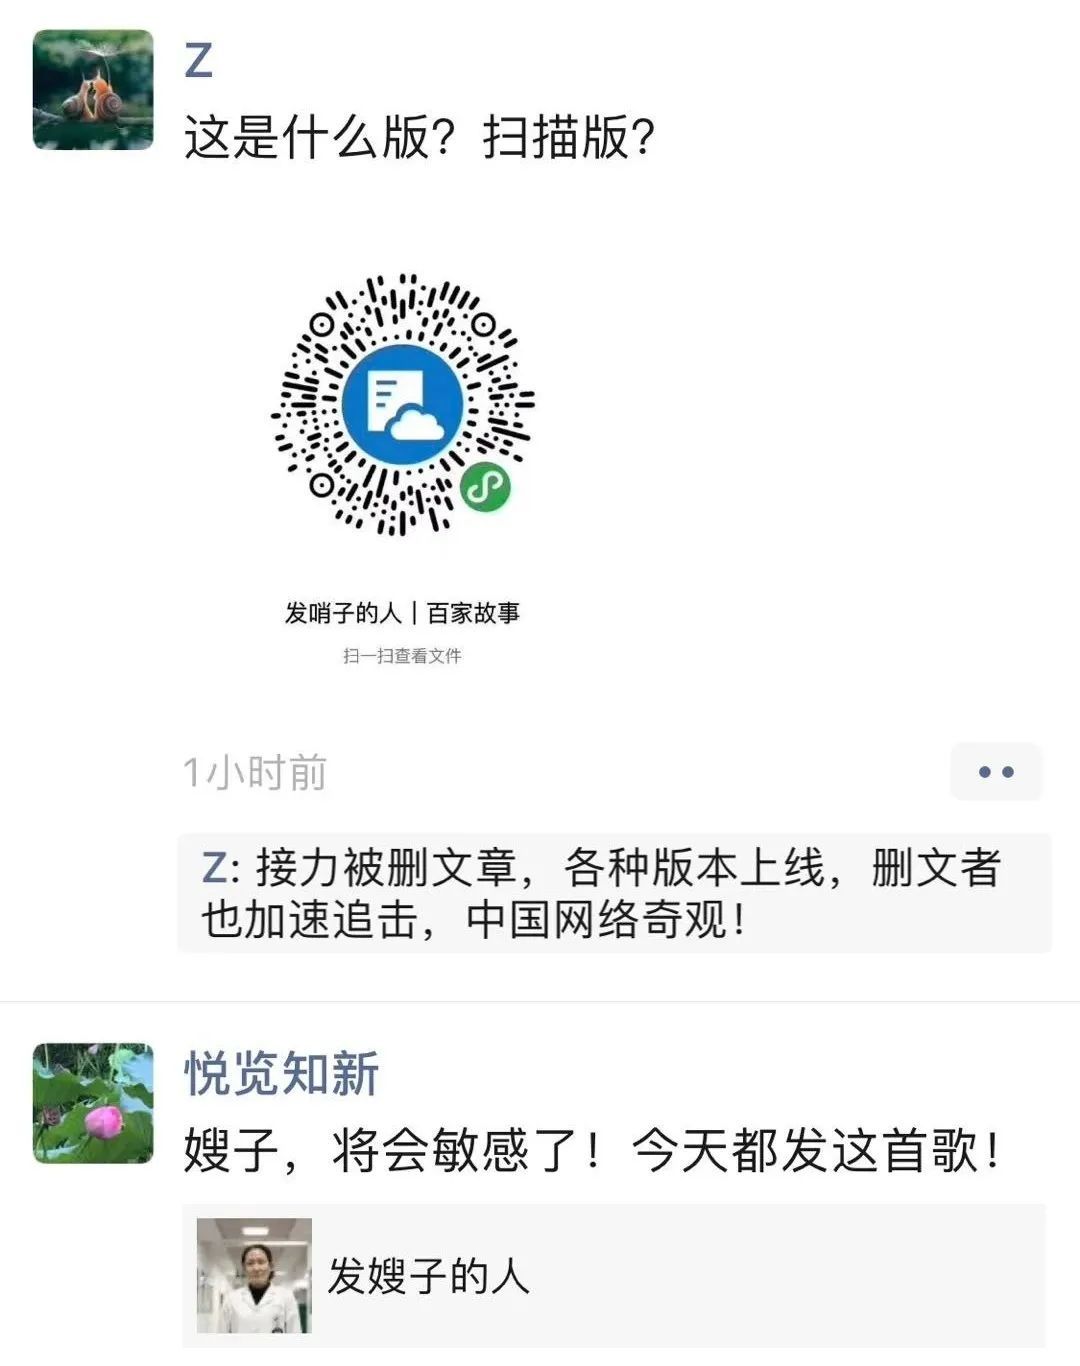 Z
这是什么版？扫描版？
发哨子的人｜百家故事
扫一扫查看文件
1小时前
Z: 接力被删文章，各种版本上线，删文者
也加速追击，中国网络奇观！
悦览知新
嫂子，将会敏感了！今天都发这首歌！
发嫂子的人